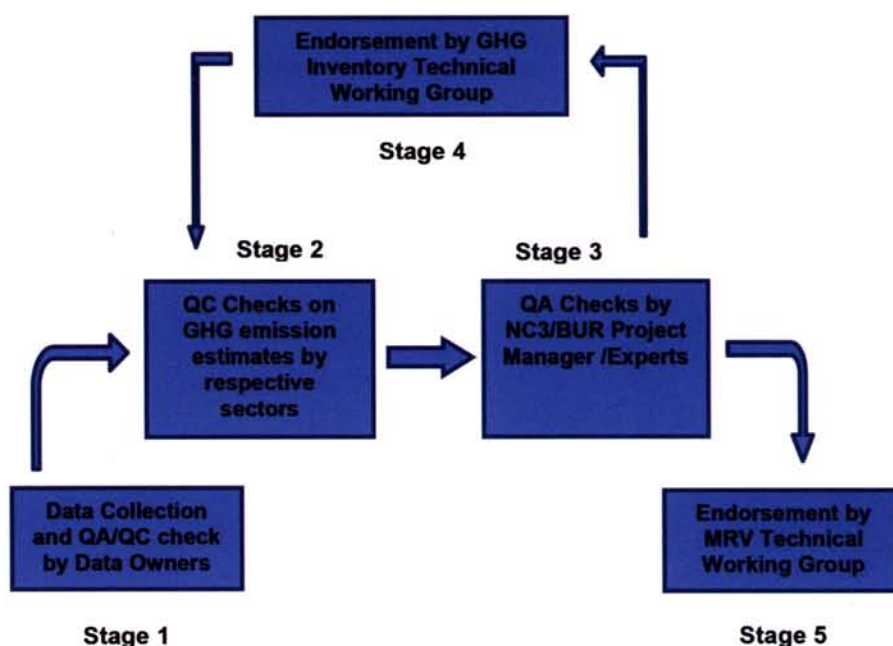 Endorsement by GHG
Inventory Technical
Working Group
Stage 4
Stage 2
Stage 3
QC Checks on
GHG emission
estimates by
respective
sectors
QA Checks by
NC3/BUR Project
Manager /Experts
Data Collection
and QA/QC check
by Data Owners
Endorsement by
MRV Technical
Working Group
Stage 1
Stage 5